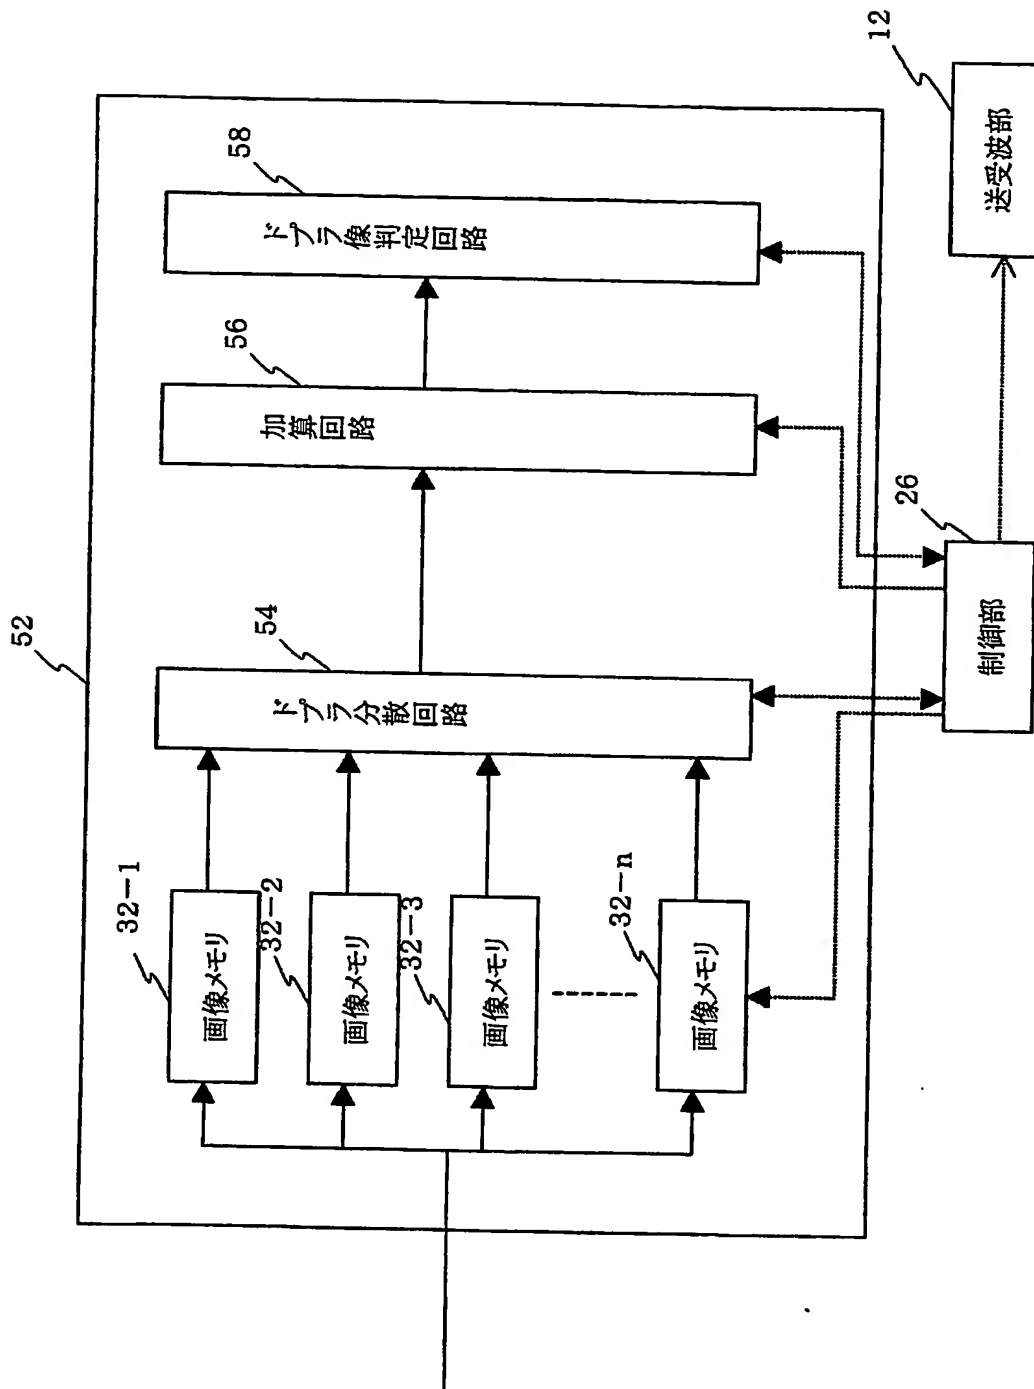 52
32-1
画像メモリ
32-2
画像メモリ
32-3
画像メモリ
32-n
画像メモリ
54
ドプラ分散回路
56
加算回路
58
ドプラ像判定回路
26
制御部
12
送受波部